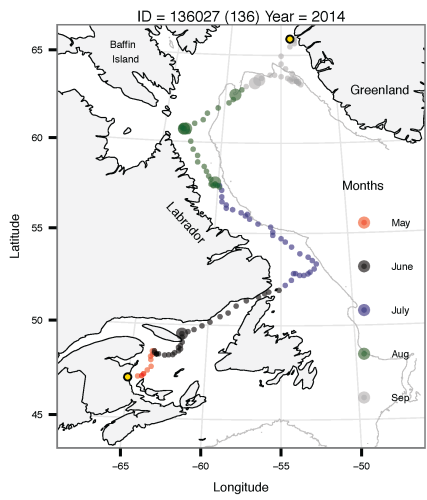 ID = 136027 (136) Year = 2014
65
Baffin
Island
Greenland
60
Months
May
Labrador
55
Latitude
June
July
50
Aug
Sep
45
−65
−60
−55
−50
Longitude